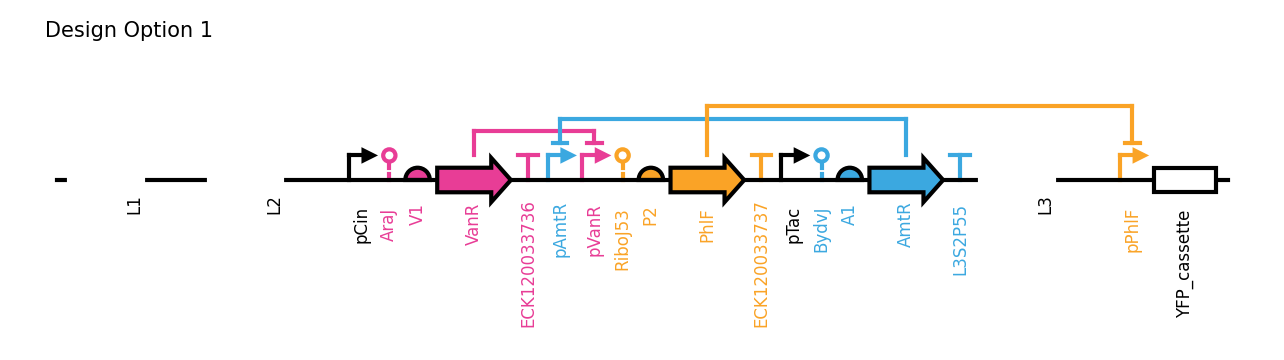 Design Option 1
L1
L2
pCin
AraJ
V1
VanR
ECK120033736
pAmtR
pVanR
RiboJ53
P2
PhlF
ECK120033737
pTac
BydvJ
A1
AmtR
L3S2P55
L3
pPhlF
YFP_cassette